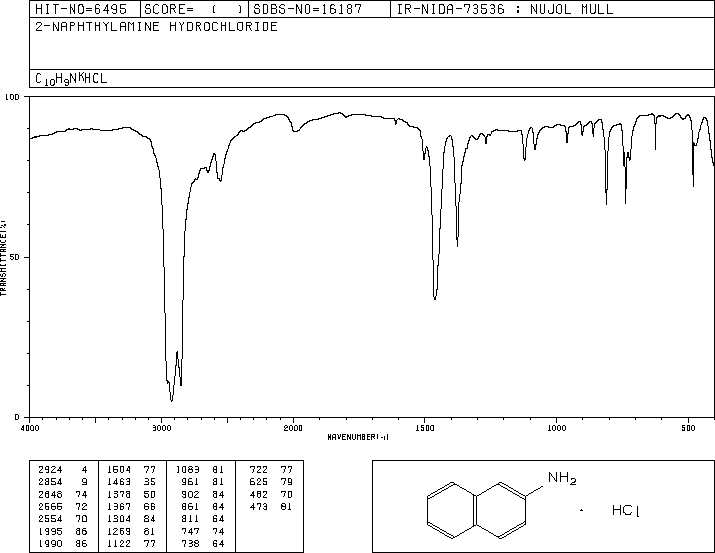 HIT-NO=6495 SCORE= ( ) SDBS-NO=16187 IR-NIDA-73536 : NUJOL MULL
2-NAPHTHYLAMINE HYDROCHLORIDE
C10H9NKHCL
100
50
0
TRANSMITTANCE(%)
4000 3000 2000 1500 1000 500
WAVENUMBER(-1)
2924 4 1504 77 1083 81 722 77
2854 9 1463 35 961 81 625 79
2648 74 1378 50 902 84 482 70
2566 72 1367 66 861 84 473 81
2554 70 1304 84 811 64
1995 86 1269 81 747 74
1990 86 1122 77 738 64
NH2
· HCl